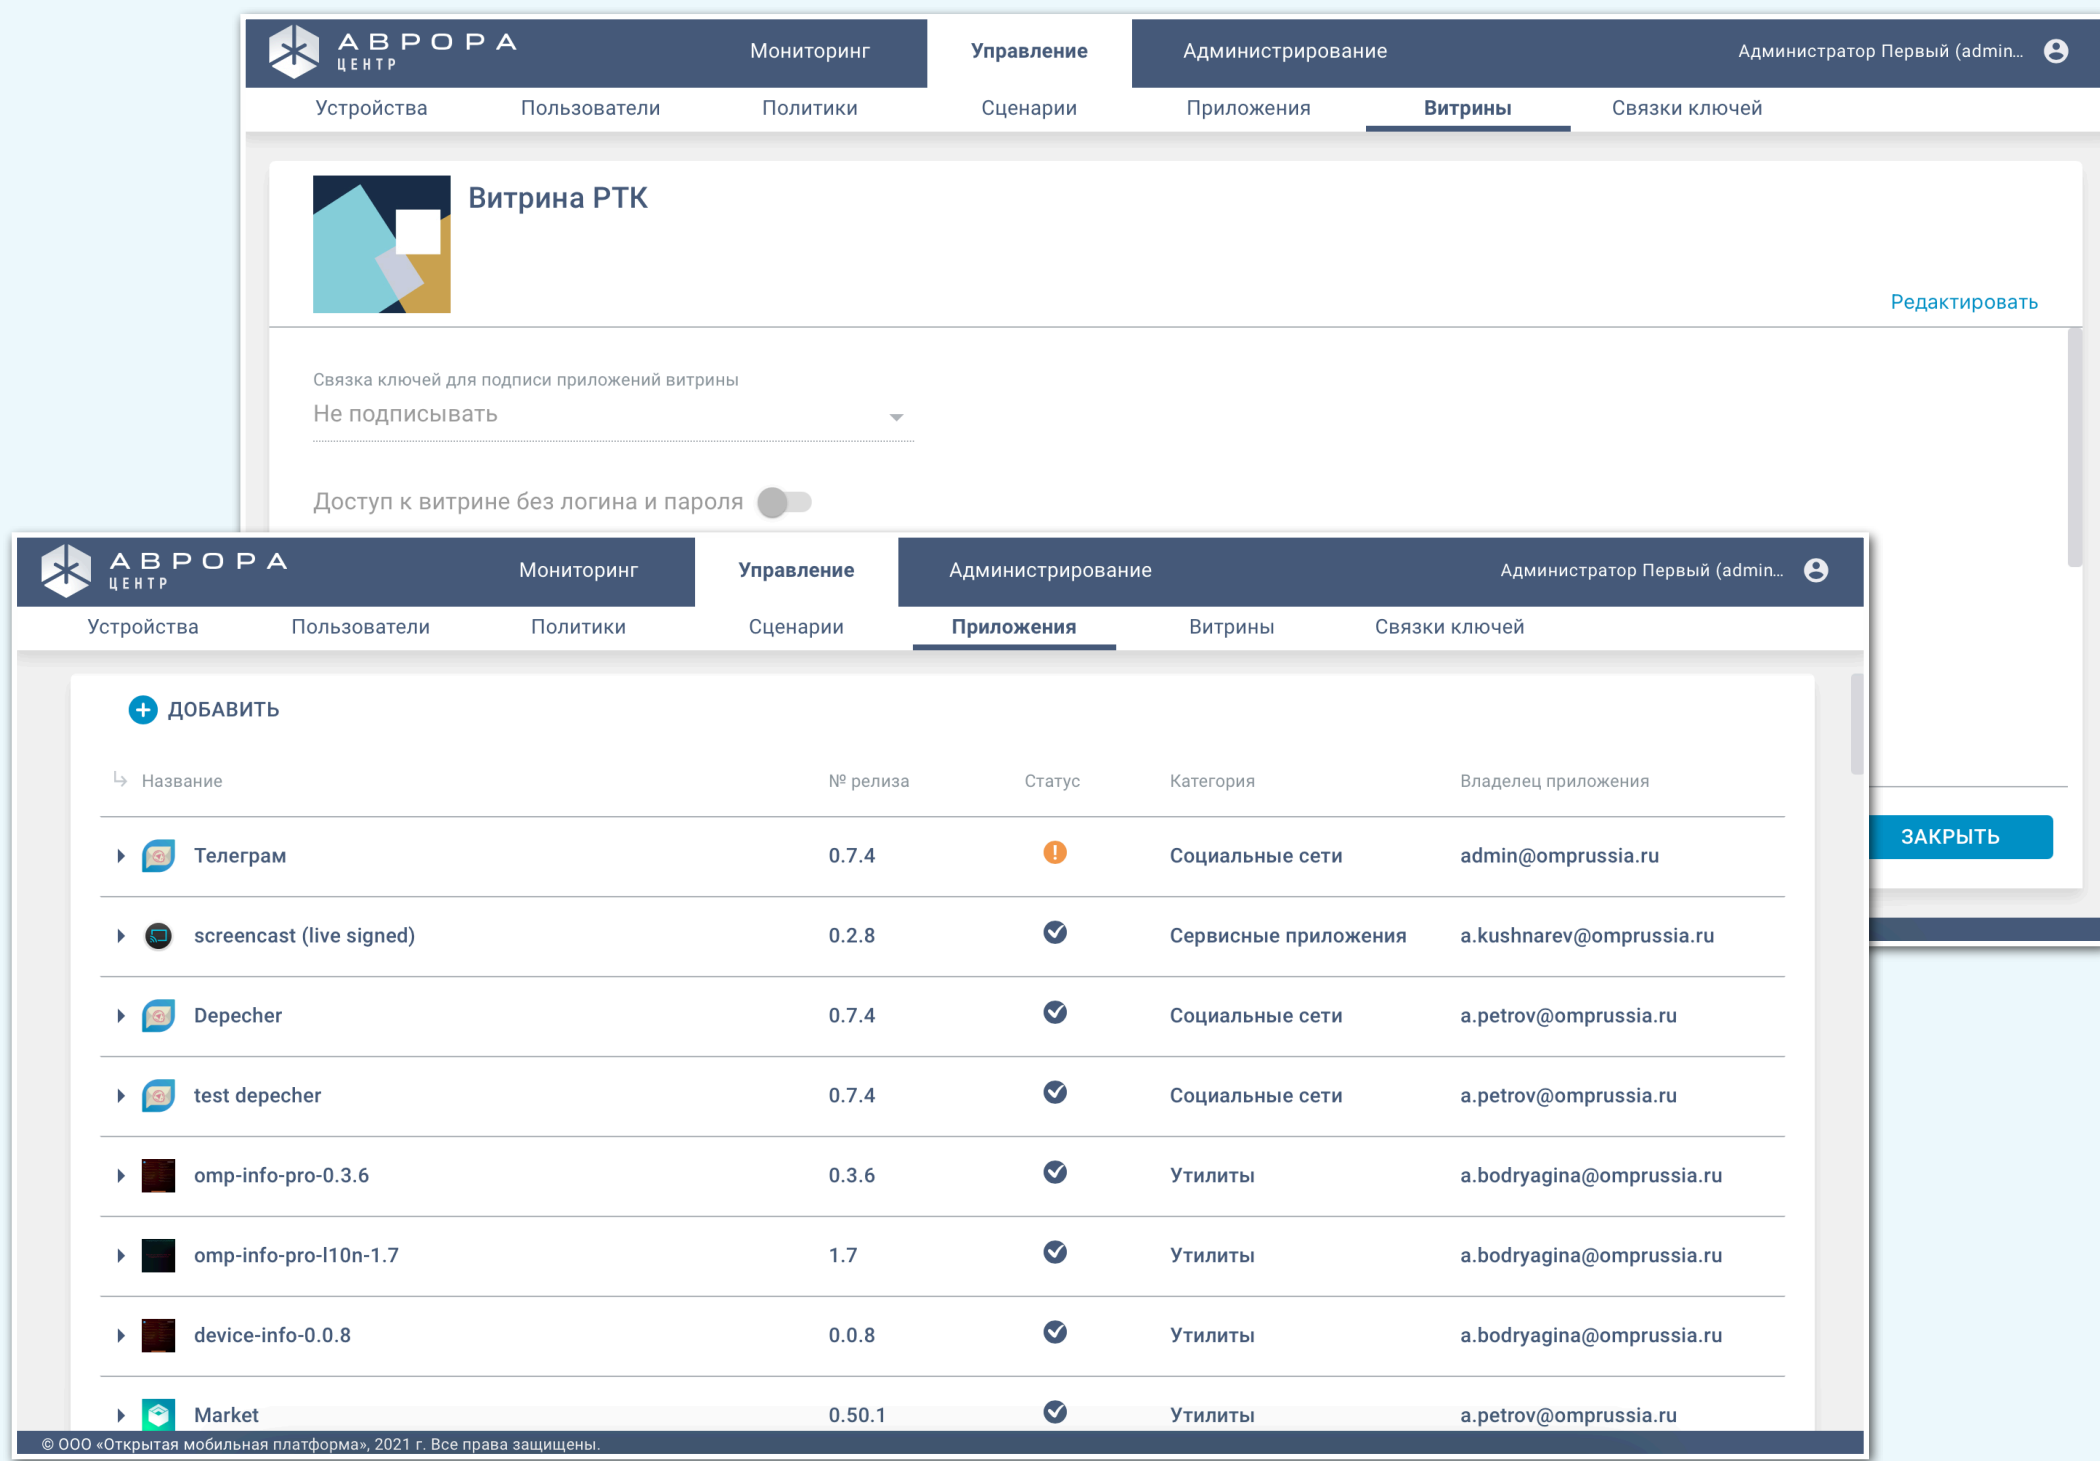 АВРОРА
ЦЕНТР
Мониторинг Управление Администрирование Администратор Первый (admin...
Устройства Пользователи Политики Сценарии Приложения Витрины Связки ключей
Витрина РТК
Редактировать
Связка ключей для подписи приложений витрины
Не подписывать
Доступ к витрине без логина и пароля
ЗАКРЫТЬ
АВРОРА
ЦЕНТР
Мониторинг Управление Администрирование Администратор Первый (admin...
Устройства Пользователи Политики Сценарии Приложения Витрины Связки ключей
ДОБАВИТЬ
Название № релиза Статус Категория Владелец приложения
Телеграм 0.7.4 Социальные сети admin@omprussia.ru
screencast (live signed) 0.2.8 Сервисные приложения a.kushnarev@omprussia.ru
Depecher 0.7.4 Социальные сети a.petrov@omprussia.ru
test depecher 0.7.4 Социальные сети a.petrov@omprussia.ru
omp-info-pro-0.3.6 0.3.6 Утилиты a.bodryagina@omprussia.ru
omp-info-pro-l10n-1.7 1.7 Утилиты a.bodryagina@omprussia.ru
device-info-0.0.8 0.0.8 Утилиты a.bodryagina@omprussia.ru
Market 0.50.1 Утилиты a.petrov@omprussia.ru
© ООО «Открытая мобильная платформа», 2021 г. Все права защищены.